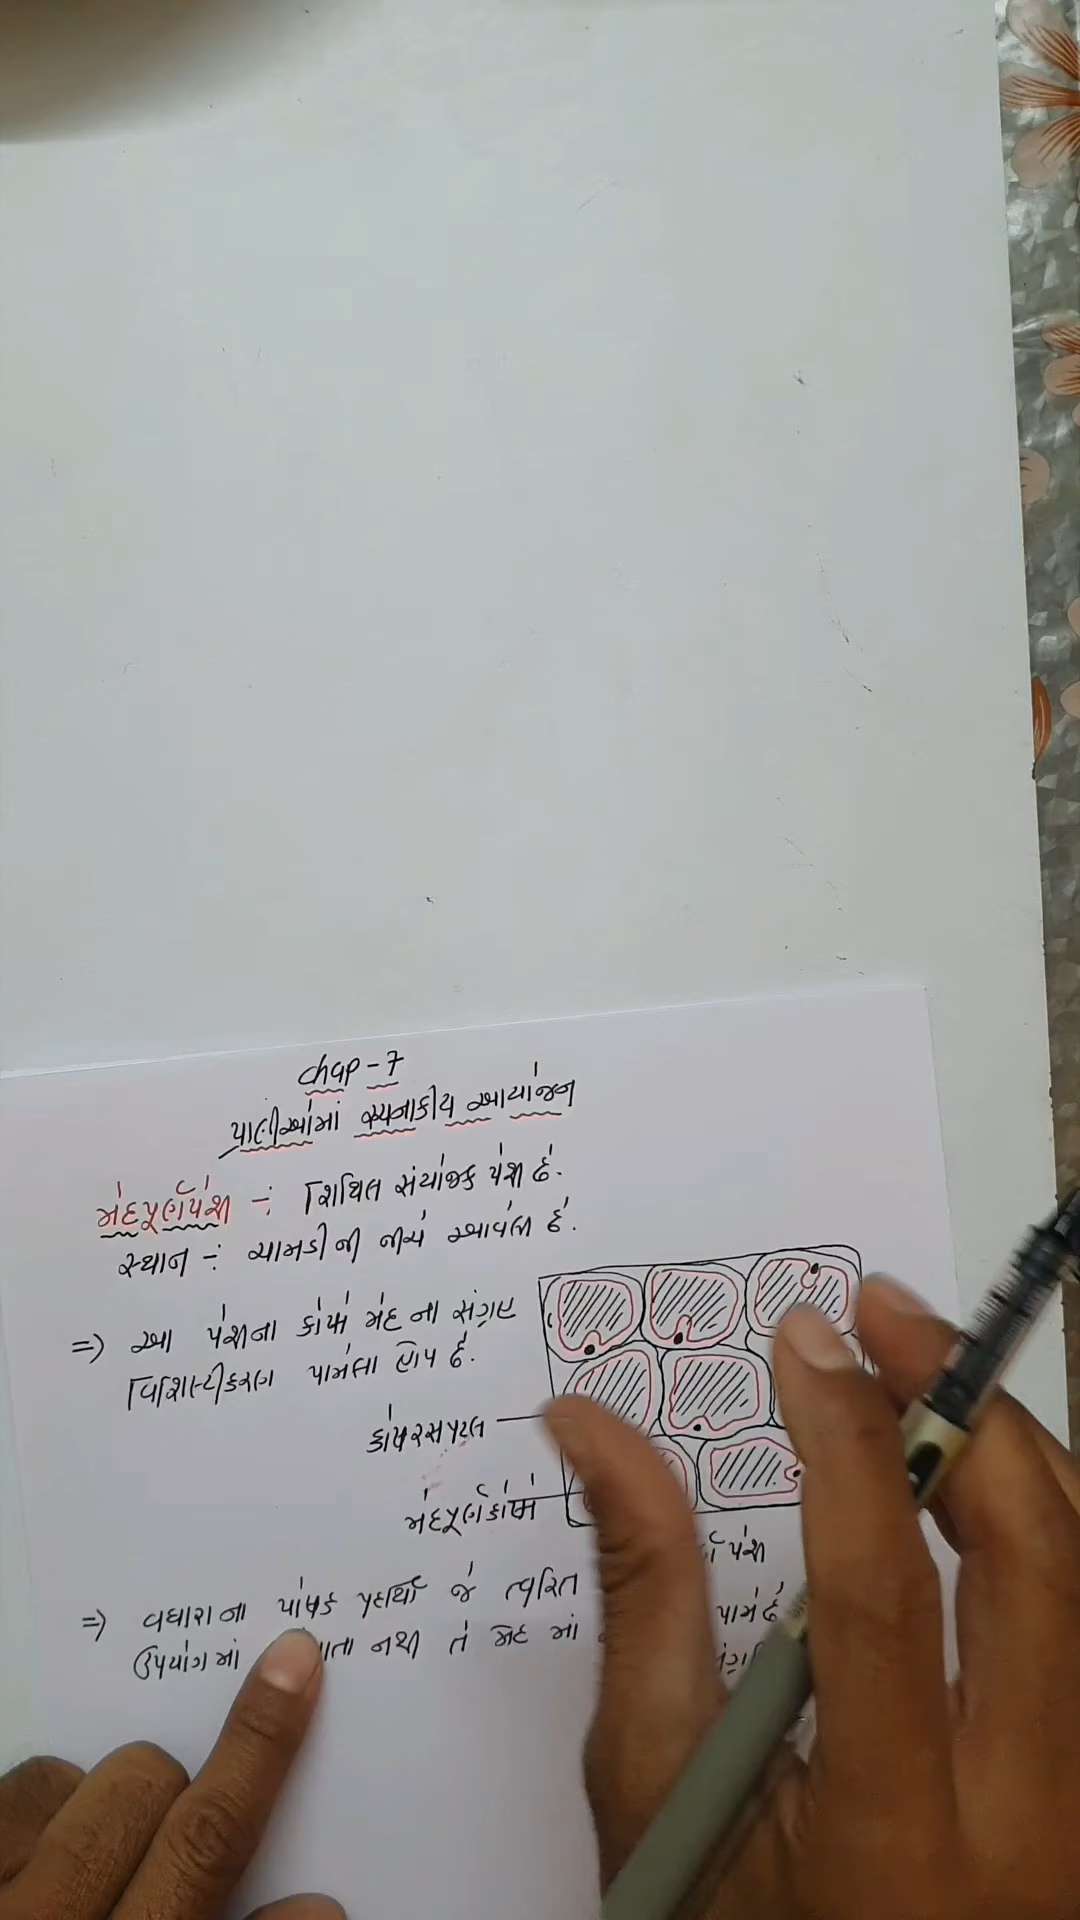 chap-7
પ્રાણીઓમાં રચનાકીય આયોજન
મેદપૂર્ણપેશી ÷ શિથિલ સંયોજક પેશી છે.
સ્થાન ÷ ચામડીની નીચે આવેલી છે.
⇒ આ પેશીના કોષો મેદ ના સંગ્રહ
વિશિષ્ટીકરણ પામેલા હોય છે.
કોષરસપટલ
મેદપૂર્ણકોષો
પેશી
⇒ વધારાના પોષક પદાર્થો જે ત્વરિત પામે છે
ઉપયોગમાં નથી તે મેદ માં